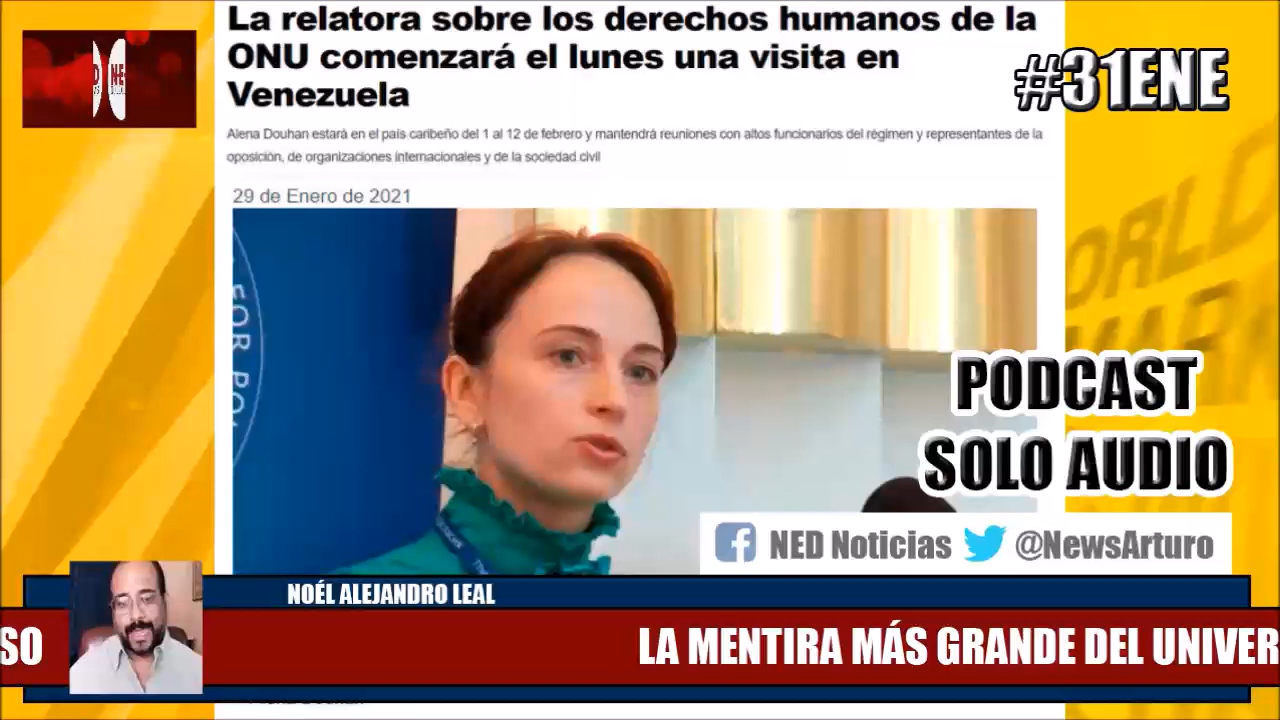 La relatora sobre los derechos humanos de la
ONU comenzará el lunes una visita en
Venezuela
Alena Douhan estará en el país caribeño del 1 al 12 de febrero y mantendrá reuniones con altos funcionarios del régimen y representantes de la
oposición, de organizaciones internacionales y de la sociedad civil
29 de Enero de 2021
#31ENE
FOR
ORLD
PODCAST
SOLO AUDIO
NED Noticias @NewsArturo
NOÉL ALEJANDRO LEAL
SO LA MENTIRA MÁS GRANDE DEL UNIVER